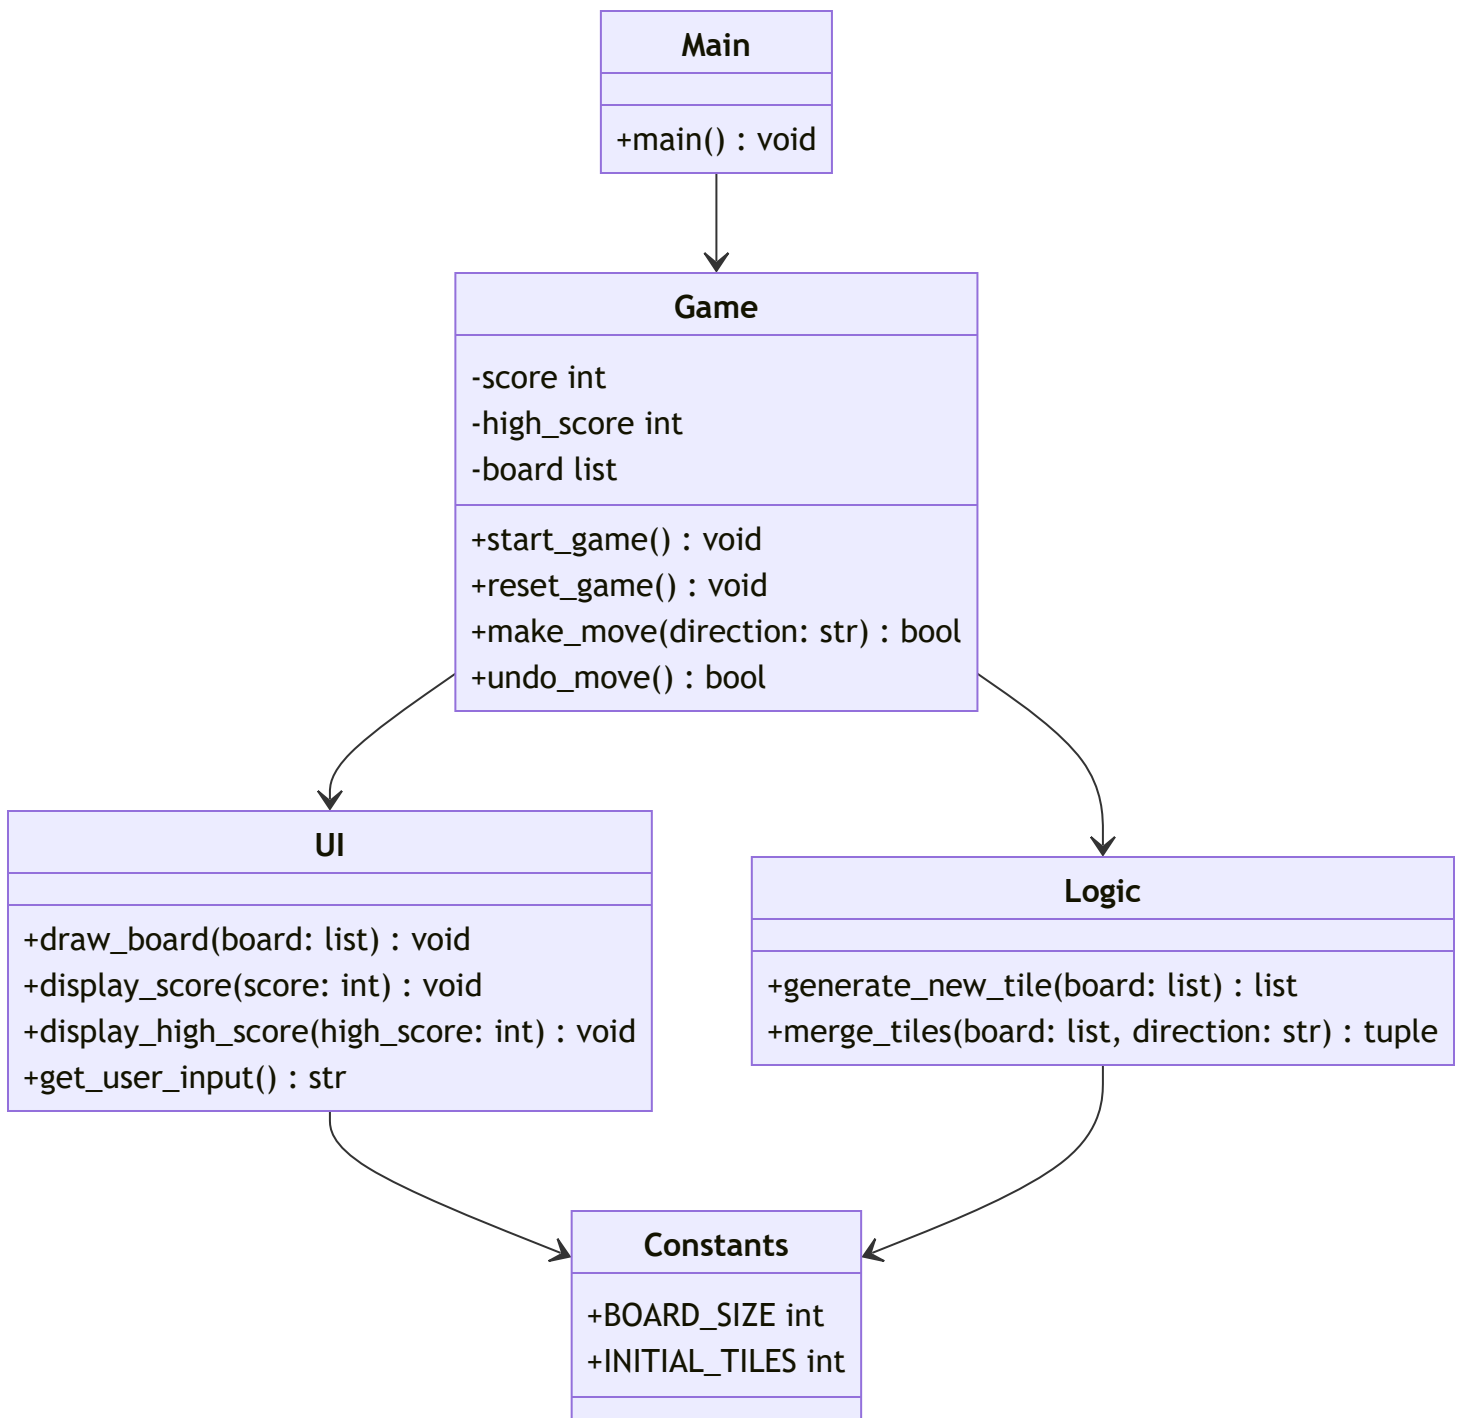 Main
+main() : void
Game
-score int
-high_score int
-board list
+start_game() : void
+reset_game() : void
+make_move(direction: str) : bool
+undo_move() : bool
UI
+draw_board(board: list) : void
+display_score(score: int) : void
+display_high_score(high_score: int) : void
+get_user_input() : str
Logic
+generate_new_tile(board: list) : list
+merge_tiles(board: list, direction: str) : tuple
Constants
+BOARD_SIZE int
+INITIAL_TILES int